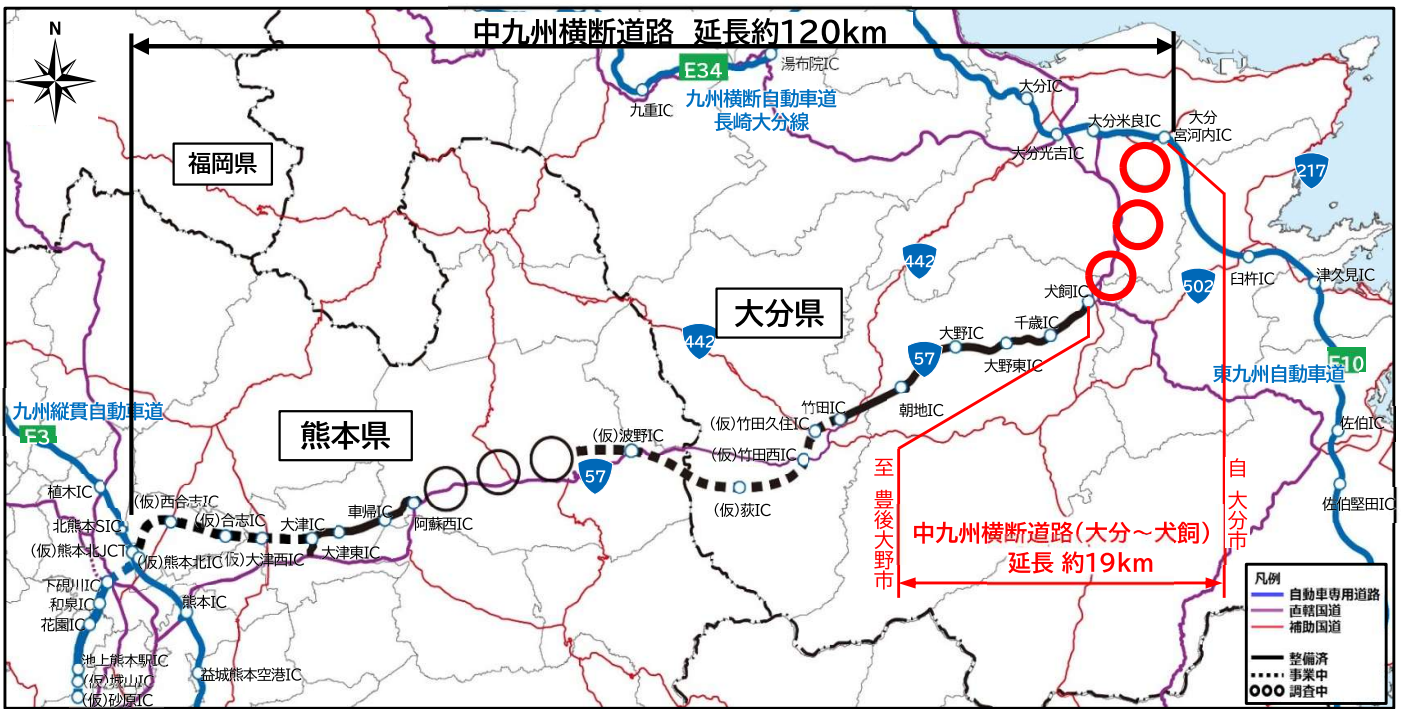 中九州横断道路 延長約120km
N
E34
湯布院IC
九重IC
九州横断自動車道
長崎大分線
大分IC
大分米良IC
大分
宮河内IC
大分光吉IC
福岡県
217
442
502
臼杵IC
津久見IC
犬飼IC
大分県
千歳IC
大野IC
442
57
大野東IC
E10
東九州自動車道
朝地IC
竹田IC
九州縦貫自動車道
E3
熊本県
(仮)波野IC
(仮)竹田久住IC
(仮)竹田西IC
佐伯IC
57
(仮)荻IC
佐伯堅田IC
植木IC
(仮)西合志IC
北熊本SIC
(仮)合志IC
大津IC
車帰IC
阿蘇西IC
(仮)熊本北JCT
(仮)熊本北IC
(仮)大津西IC
大津東IC
至 豊後大野市
自 大分市
中九州横断道路(大分~犬飼)
延長 約19km
下硯川IC
和泉IC
熊本IC
花園IC
池上熊本駅IC
(仮)城山IC
益城熊本空港IC
(仮)砂原IC
凡例
自動車専用道路
直轄国道
補助国道
整備済
事業中
調査中